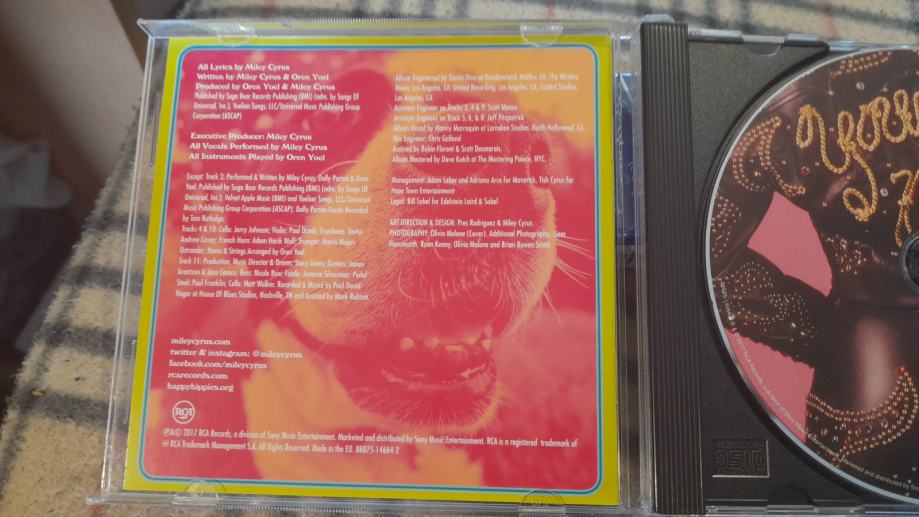 All Lyrics by Miley Cyrus
Written by Miley Cyrus & Oren Yoel
Produced by Oren Yoel & Miley Cyrus
Published by Suga Bear Recordz Publishing (BMI) (adm. by Songs Of
Universal, Inc.), Yoelian Songs, LLC/Universal Music Publishing Group
Corporation (ASCAP)
Executive Producer: Miley Cyrus
All Vocals Performed by Miley Cyrus
All Instruments Played by Oren Yoel
Except: Track 3: Performed & Written by Miley Cyrus, Dolly Parton & Oren
Yoel. Published by Suga Bear Recordz Publishing (BMI) (adm. by Songs Of
Universal, Inc.), Velvet Apple Music (BMI) and Yoelian Songs, LLC/Universal
Music Publishing Group Corporation (ASCAP). Dolly Parton Vocals Recorded
by Tom Rutledge.
Tracks 4 & 10: Cello: Jerry Johnson; Violin: Paul Dateh; Trombone: Taylor
Andrew Covey; French Horn: Adam Harik Wolf; Trumpet: Harris Majors
Ostrander; Horns & Strings Arranged by Oren Yoel
Track 11: Production, Music Director & Drums: Stacy Jones; Guitars: James
Arentzen & Jaco Caraco; Bass: Nicole Row; Fiddle: Antoine Silverman; Pedal
Steel: Paul Franklin; Cello: Matt Walker. Recorded & Mixed by Paul David
Hager at House Of Blues Studios, Nashville, TN and Assisted by Mark Ralston.
mileycyrus.com
twitter & instagram: @mileycyrus
facebook.com/mileycyrus
rcarecords.com
happyhippies.org
RCA
Album Engineered by Doron Dina at Rainbowland, Malibu, CA; The Whitley
Room, Los Angeles, CA; United Recording, Los Angeles, CA; Capitol Studios,
Los Angeles, CA.
Assistant Engineer on Tracks 3, 4 & 9: Scott Moore
Assistant Engineer on Track 5, 6, & 8: Jeff Fitzpatrick
Album Mixed by Manny Marroquin at Larrabee Studios, North Hollywood, CA.
Mix Engineer: Chris Galland
Assisted by Robin Florent & Scott Desmarais.
Album Mastered by Dave Kutch at The Mastering Palace, NYC.
Management: Adam Leber and Adriana Arce for Maverick, Tish Cyrus for
Hope Town Entertainment
Legal: Bill Sobel for Edelstein Laird & Sobel
ART DIRECTION & DESIGN: Pres Rodriguez & Miley Cyrus
PHOTOGRAPHY: Olivia Malone (Cover). Additional Photography: Liam
Hemsworth, Ryan Kenny, Olivia Malone and Brian Bowen Smith
℗&© 2017 RCA Records, a division of Sony Music Entertainment. Marketed and distributed by Sony Music Entertainment. RCA is a registered trademark of
RCA Trademark Management S.A. All Rights Reserved. Made in the EU. 88875-14664-2